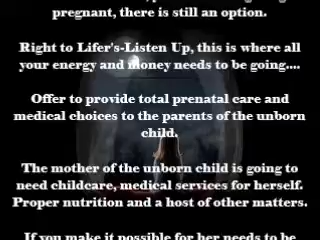 pregnant, there is still an option.
Right to Lifer's-Listen Up, this is where all
your energy and money needs to be going....
Offer to provide total prenatal care and
medical choices to the parents of the unborn
child.
The mother of the unborn child is going to
need childcare, medical services for herself.
Proper nutrition and a host of other matters.
If you make it possible for her needs to be